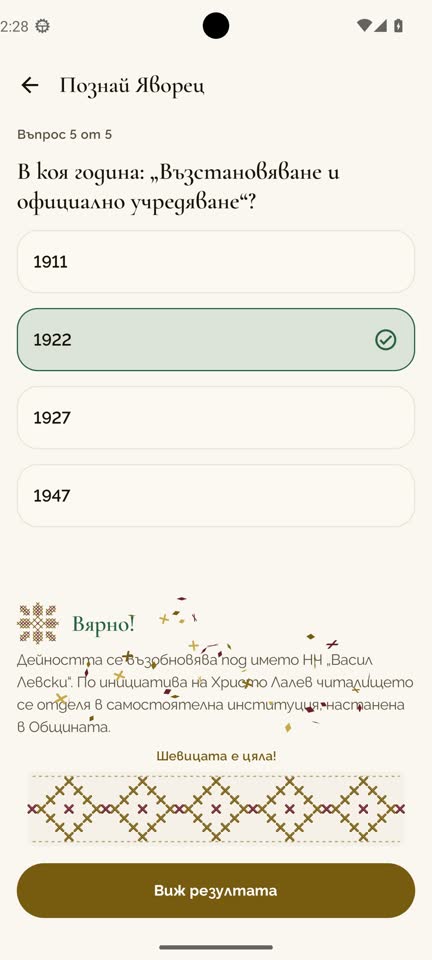 2:28
Познай Яворец
Въпрос 5 от 5
В коя година: „Възстановяване и
официално учредяване“?
1911
1922
1927
1947
Вярно!
Дейността се възобновява под името НЧ „Васил
Левски“. По инициатива на Христо Лалев читалището
се отделя в самостоятелна институция, настанена
в Общината.
Шевицата е цяла!
Виж резултата